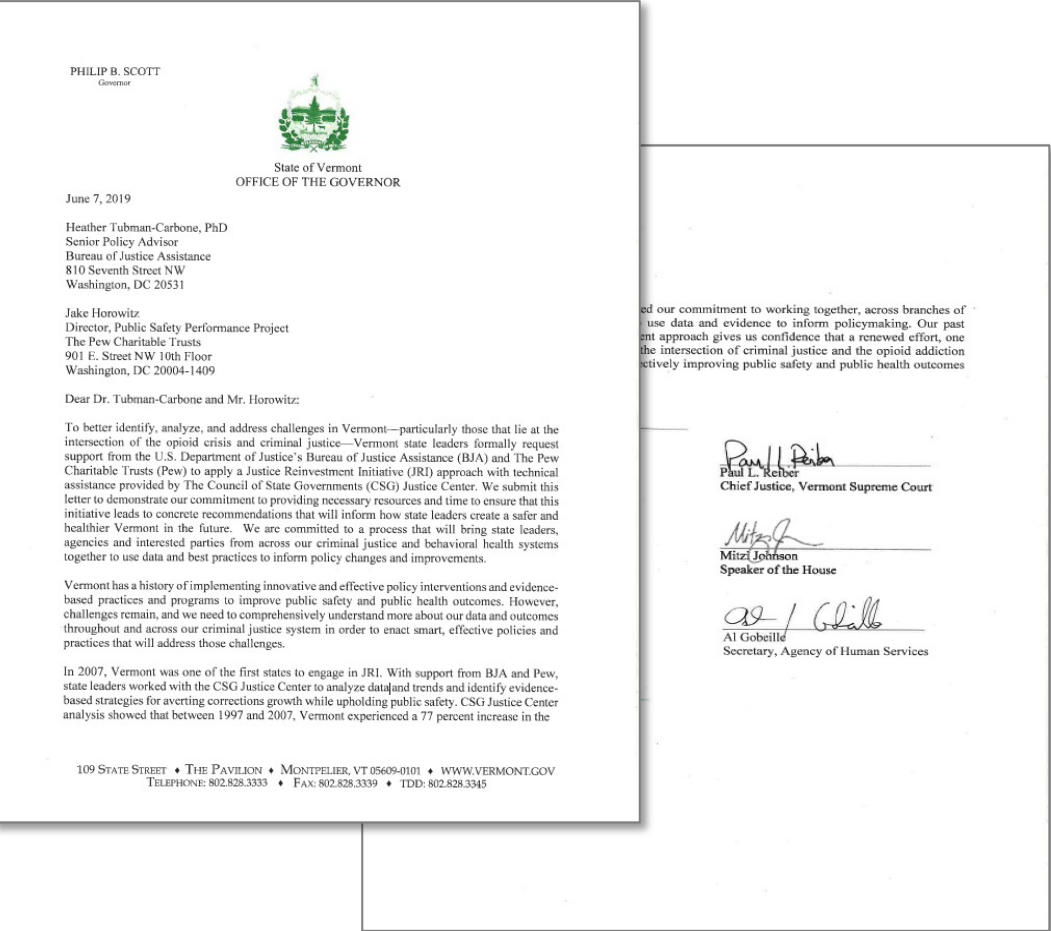 PHILIP B. SCOTT
Governor
State of Vermont
OFFICE OF THE GOVERNOR
June 7, 2019
Heather Tubman-Carbone, PhD
Senior Policy Advisor
Bureau of Justice Assistance
810 Seventh Street NW
Washington, DC 20531
Jake Horowitz
Director, Public Safety Performance Project
The Pew Charitable Trusts
901 E. Street NW 10th Floor
Washington, DC 20004-1409
Dear Dr. Tubman-Carbone and Mr. Horowitz:
To better identify, analyze, and address challenges in Vermont—particularly those that lie at the
intersection of the opioid crisis and criminal justice—Vermont state leaders formally request
support from the U.S. Department of Justice's Bureau of Justice Assistance (BJA) and The Pew
Charitable Trusts (Pew) to apply a Justice Reinvestment Initiative (JRI) approach with technical
assistance provided by The Council of State Governments (CSG) Justice Center. We submit this
letter to demonstrate our commitment to providing necessary resources and time to ensure that this
initiative leads to concrete recommendations that will inform how state leaders create a safer and
healthier Vermont in the future. We are committed to a process that will bring state leaders,
agencies and interested parties from across our criminal justice and behavioral health systems
together to use data and best practices to inform policy changes and improvements.
Vermont has a history of implementing innovative and effective policy interventions and evidence-
based practices and programs to improve public safety and public health outcomes. However,
challenges remain, and we need to comprehensively understand more about our data and outcomes
throughout and across our criminal justice system in order to enact smart, effective policies and
practices that will address those challenges.
In 2007, Vermont was one of the first states to engage in JRI. With support from BJA and Pew,
state leaders worked with the CSG Justice Center to analyze data and trends and identify evidence-
based strategies for averting corrections growth while upholding public safety. CSG Justice Center
analysis showed that between 1997 and 2007, Vermont experienced a 77 percent increase in the
109 STATE STREET ♦ THE PAVILION ♦ MONTPELIER, VT 05609-0101 ♦ WWW.VERMONT.GOV
TELEPHONE: 802.828.3333 ♦ FAX: 802.828.3339 ♦ TDD: 802.828.3345
ed our commitment to working together, across branches of
use data and evidence to inform policymaking. Our past
ent approach gives us confidence that a renewed effort, one
the intersection of criminal justice and the opioid addiction
ctively improving public safety and public health outcomes
Paul L. Reiber
Paul L. Reiber
Chief Justice, Vermont Supreme Court
Mitzi Johnson
Speaker of the House
Al Gobeille
Secretary, Agency of Human Services